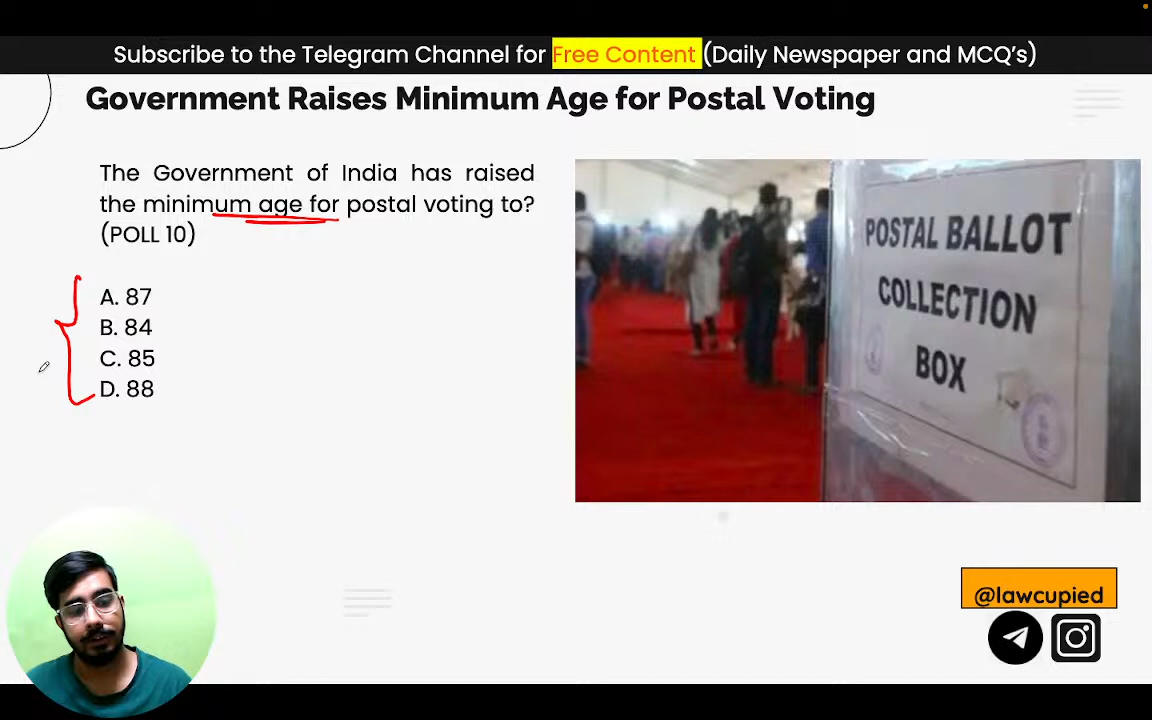 Subscribe to the Telegram Channel for Free Content (Daily Newspaper and MCQ's)
Government Raises Minimum Age for Postal Voting
The Government of India has raised
the minimum age for postal voting to?
(POLL 10)
A. 87
B. 84
C. 85
D. 88
POSTAL BALLOT
COLLECTION
BOX
@lawcupied